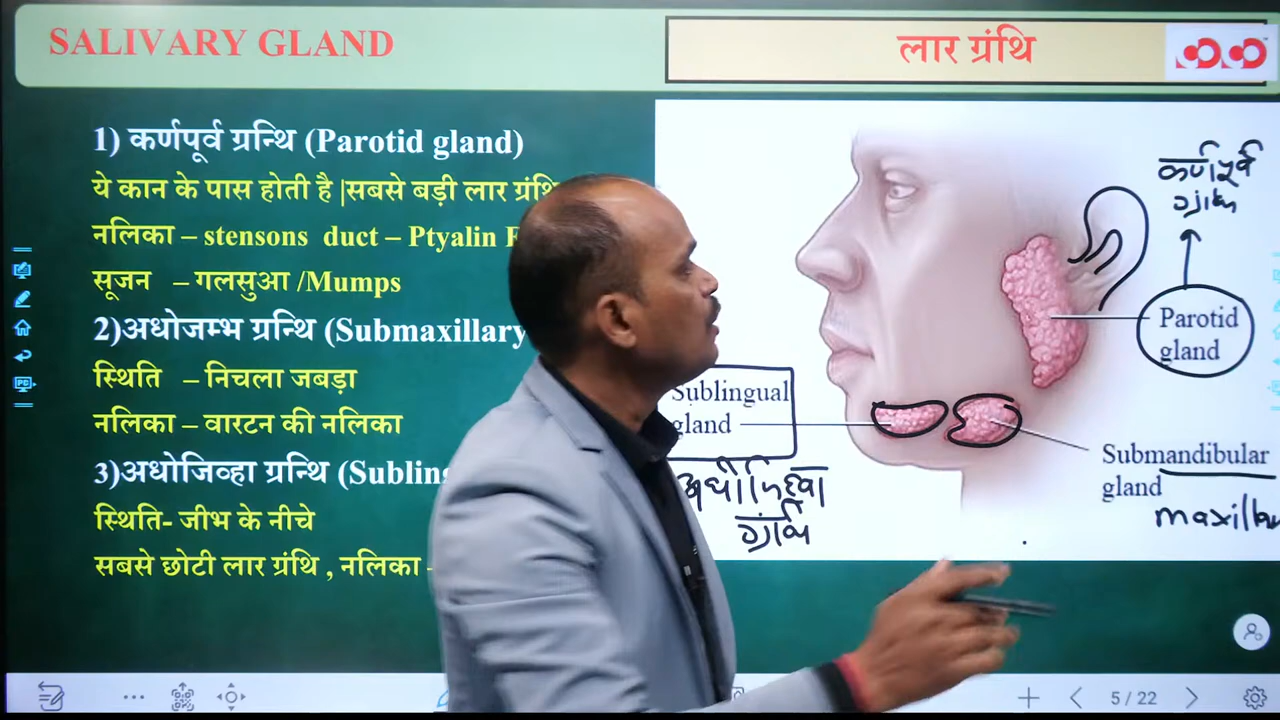 SALIVARY GLAND
लार ग्रंथि
1) कर्णपूर्व ग्रन्थि (Parotid gland)
ये कान के पास होती है |सबसे बड़ी लार ग्रंथि
नलिका – stensons duct – Ptyalin
सूजन – गलसुआ /Mumps
2)अधोजम्भ ग्रन्थि (Submaxillary
स्थिति – निचला जबड़ा
नलिका – वारटन की नलिका
3)अधोजिव्हा ग्रन्थि (Subling
स्थिति- जीभ के नीचे
सबसे छोटी लार ग्रंथि , नलिका -
कर्णपूर्व
Parotid
gland
Sublingual
gland
ग्रंथि
Submandibular
gland
5 / 22